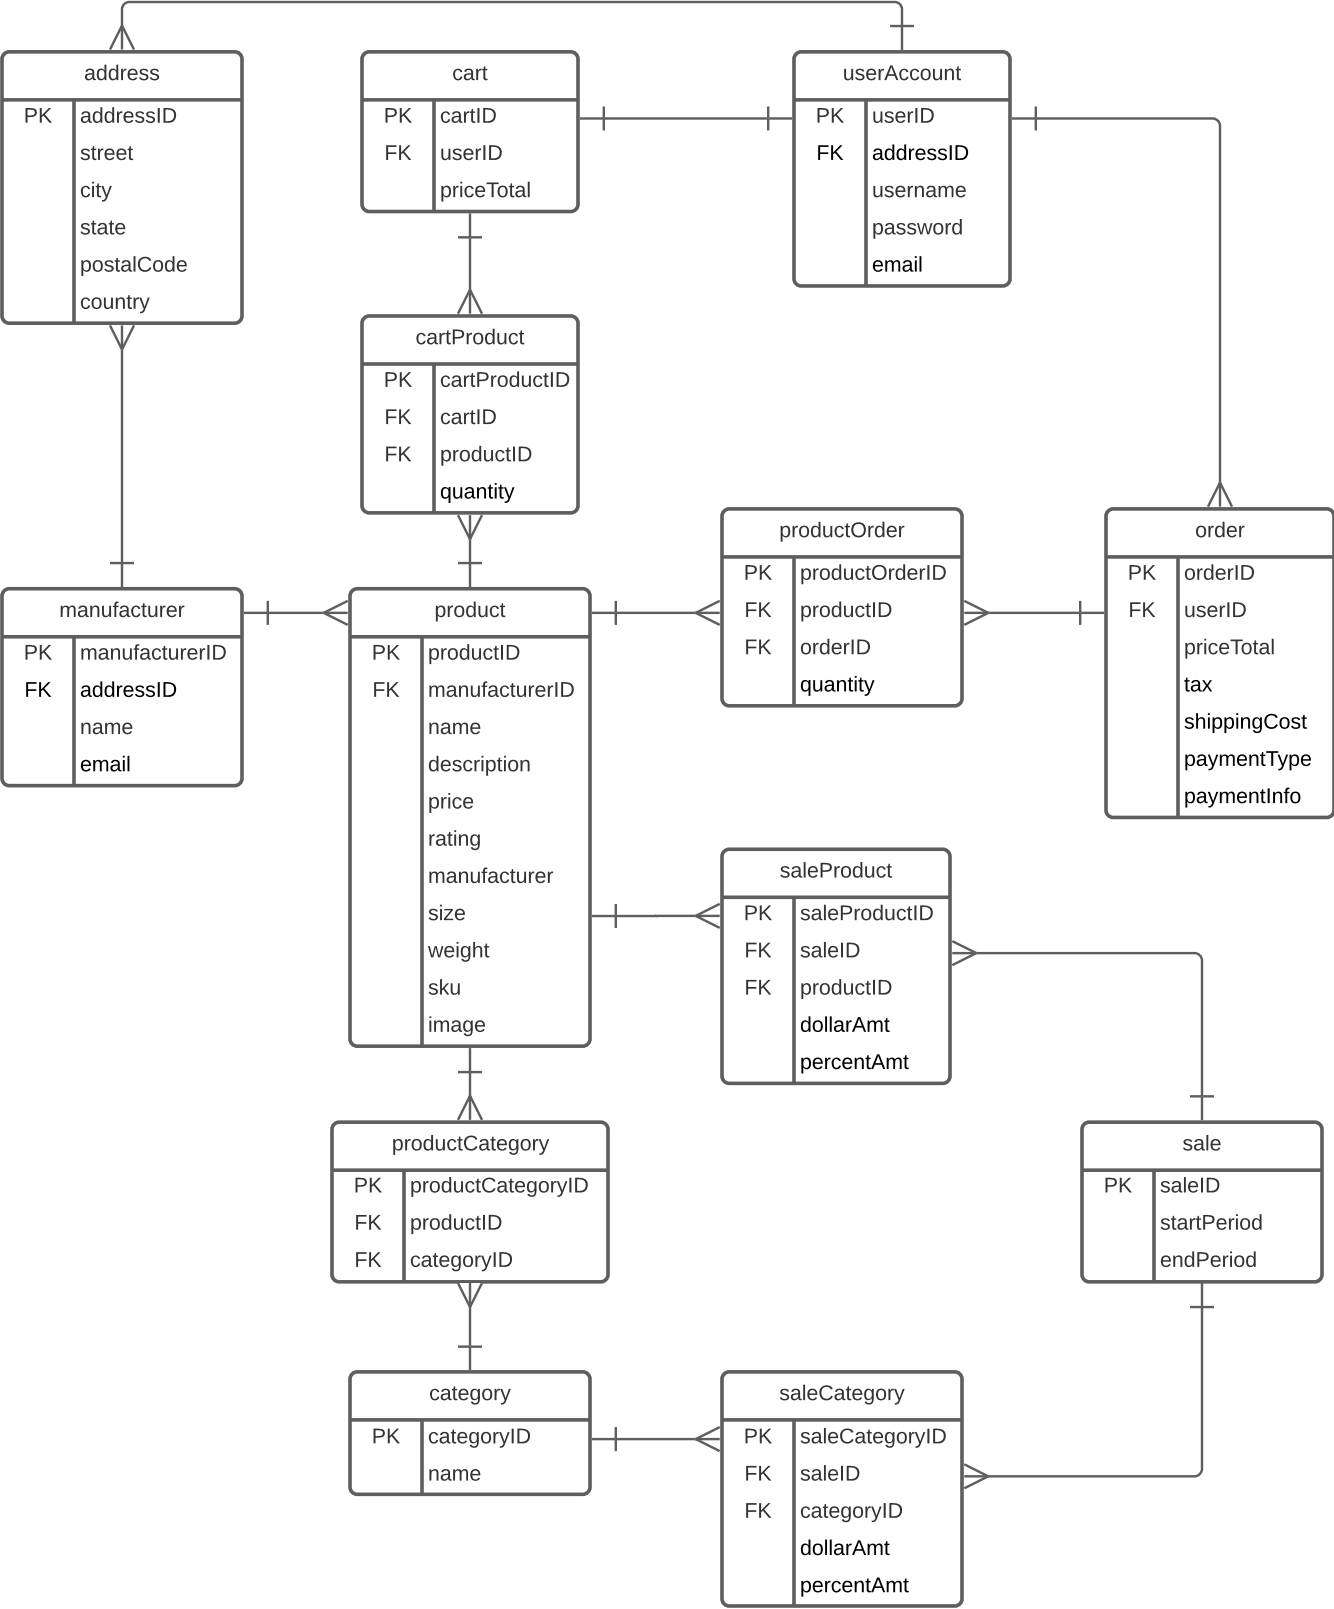 address
PK addressID
street
city
state
postalCode
country
cart
PK cartID
FK userID
priceTotal
userAccount
PK userID
FK addressID
username
password
email
cartProduct
PK cartProductID
FK cartID
FK productID
quantity
manufacturer
PK manufacturerID
FK addressID
name
email
product
PK productID
FK manufacturerID
name
description
price
rating
manufacturer
size
weight
sku
image
productOrder
PK productOrderID
FK productID
FK orderID
quantity
order
PK orderID
FK userID
priceTotal
tax
shippingCost
paymentType
paymentInfo
saleProduct
PK saleProductID
FK saleID
FK productID
dollarAmt
percentAmt
productCategory
PK productCategoryID
FK productID
FK categoryID
sale
PK saleID
startPeriod
endPeriod
category
PK categoryID
name
saleCategory
PK saleCategoryID
FK saleID
FK categoryID
dollarAmt
percentAmt